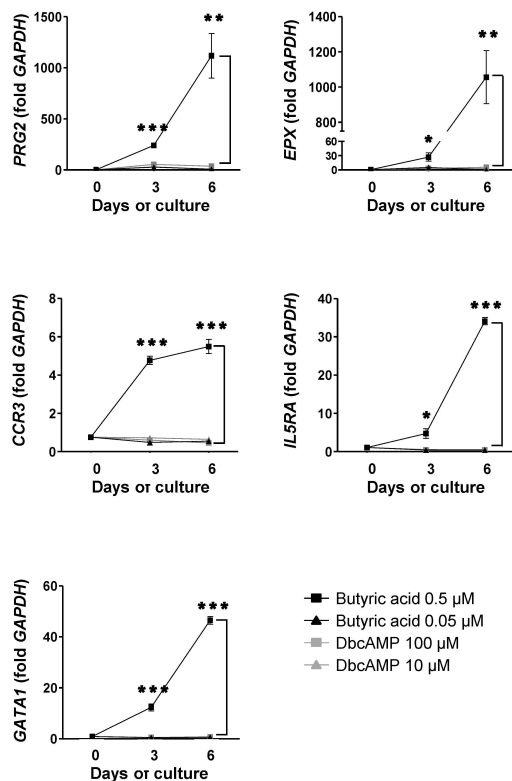 **
**
1500
1400
1200
1000
1000
800
500
***
*
60
30
0
0
PRG2 (fold GAPDH)
EPX (fold GAPDH)
0 3 6
0 3 6
Days of culture
Days of culture
8
40
***
***
***
6
30
4
20
2
10
*
0
0
CCR3 (fold GAPDH)
IL5RA (fold GAPDH)
0 3 6
0 3 6
Days of culture
Days of culture
60
***
40
20
***
0
GATA1 (fold GAPDH)
0 3 6
Days of culture
Butyric acid 0.5 µM
Butyric acid 0.05 µM
DbcAMP 100 µM
DbcAMP 10 µM